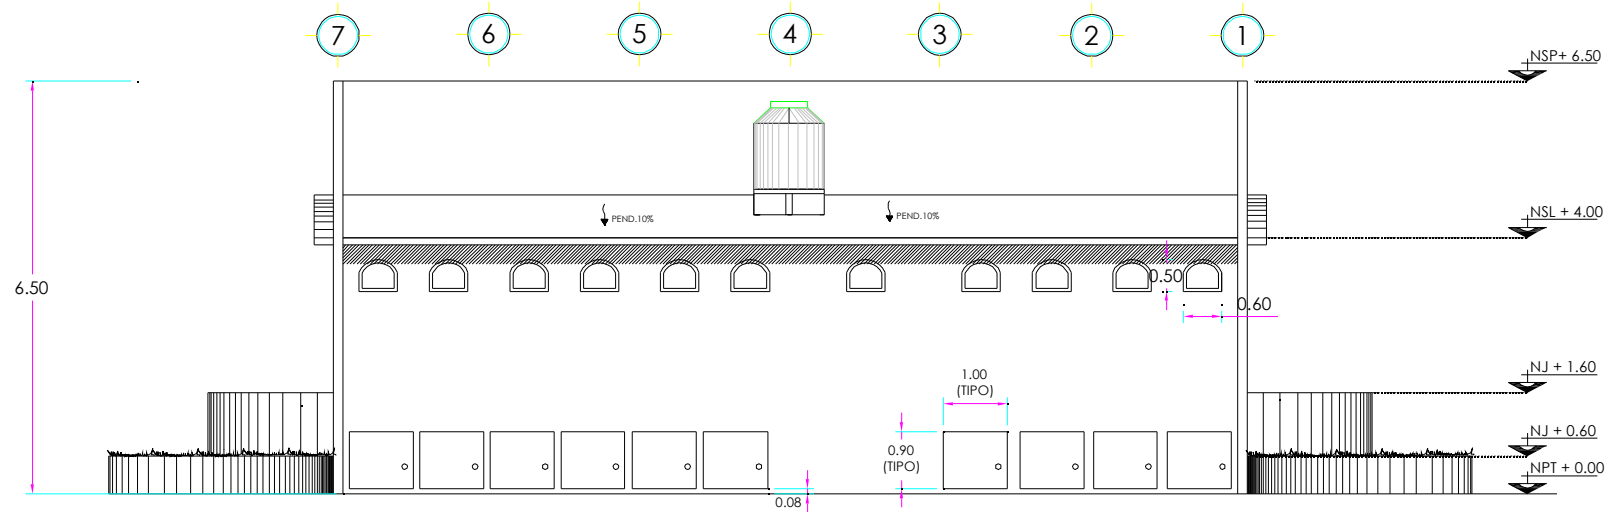 7 6 5 4 3 2 1
NSP+ 6.50
NSL + 4.00
PEND.10%
PEND.10%
6.50
0.50
0.60
1.00
(TIPO)
NJ + 1.60
0.90
(TIPO)
NJ + 0.60
NPT + 0.00
0.08